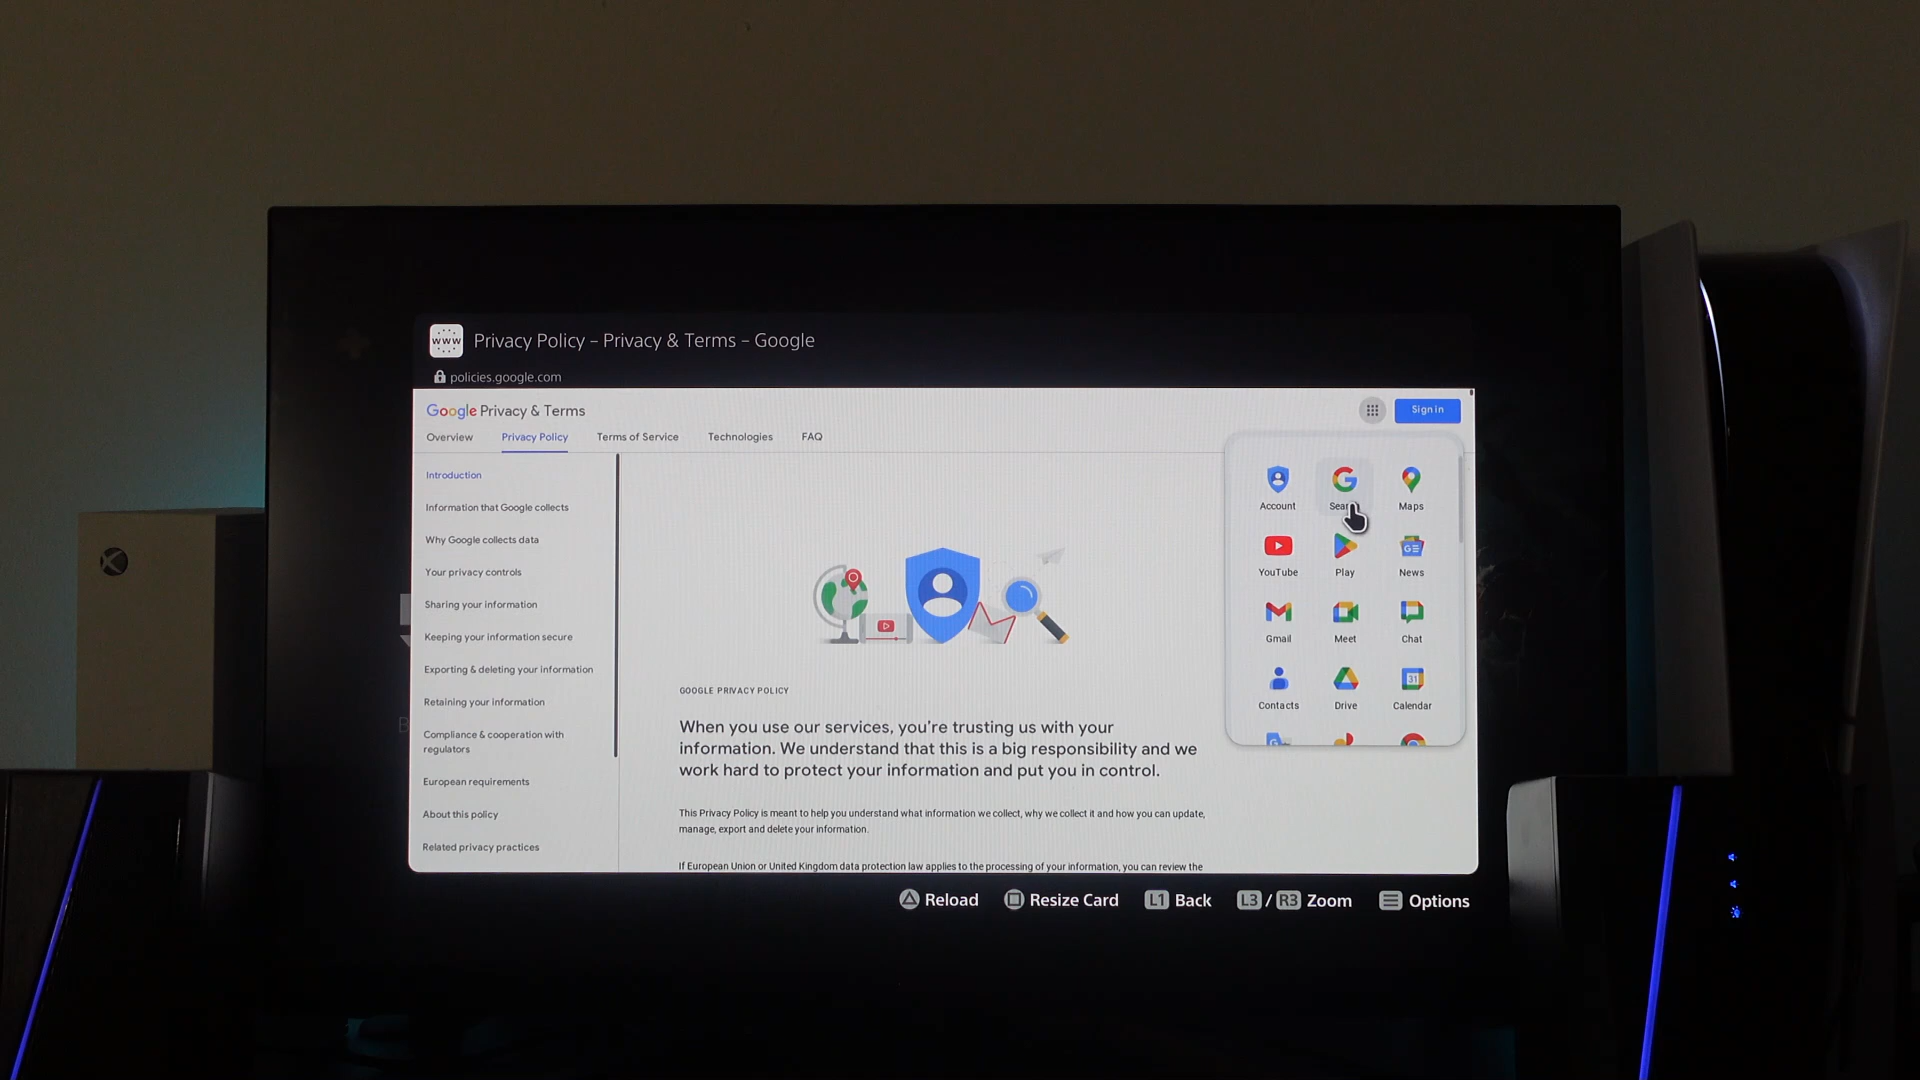 www
Privacy Policy – Privacy & Terms – Google
policies.google.com
Google Privacy & Terms
Sign in
Overview
Privacy Policy
Terms of Service
Technologies
FAQ
Introduction
Information that Google collects
Why Google collects data
Your privacy controls
Sharing your information
Keeping your information secure
Exporting & deleting your information
Retaining your information
Compliance & cooperation with
regulators
European requirements
About this policy
Related privacy practices
GOOGLE PRIVACY POLICY
When you use our services, you’re trusting us with your
information. We understand that this is a big responsibility and we
work hard to protect your information and put you in control.
This Privacy Policy is meant to help you understand what information we collect, why we collect it and how you can update,
manage, export and delete your information.
If European Union or United Kingdom data protection law applies to the processing of your information, you can review the
Account
Search
Maps
YouTube
Play
GE News
Gmail
Meet
Chat
Contacts
Drive
31
Calendar
Reload
Resize Card
L1 Back
L3 / R3 Zoom
Options